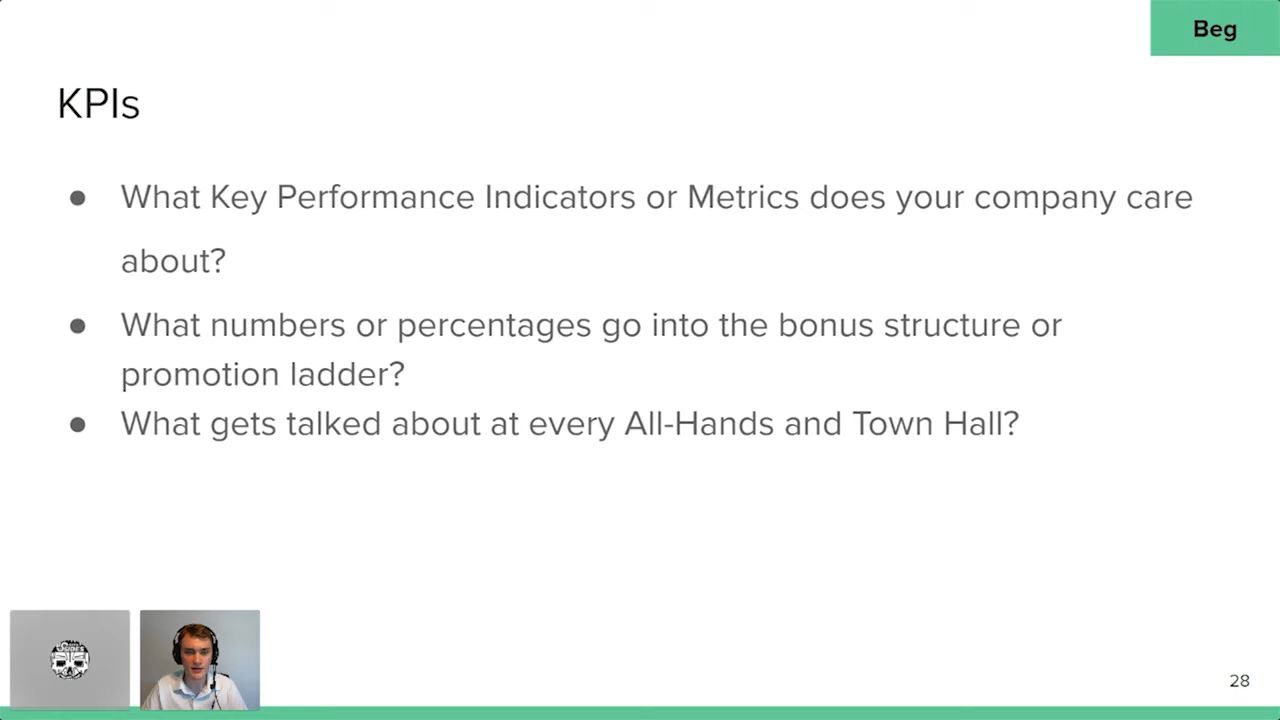 Beg
KPIs
● What Key Performance Indicators or Metrics does your company care
about?
● What numbers or percentages go into the bonus structure or
promotion ladder?
● What gets talked about at every All-Hands and Town Hall?
28